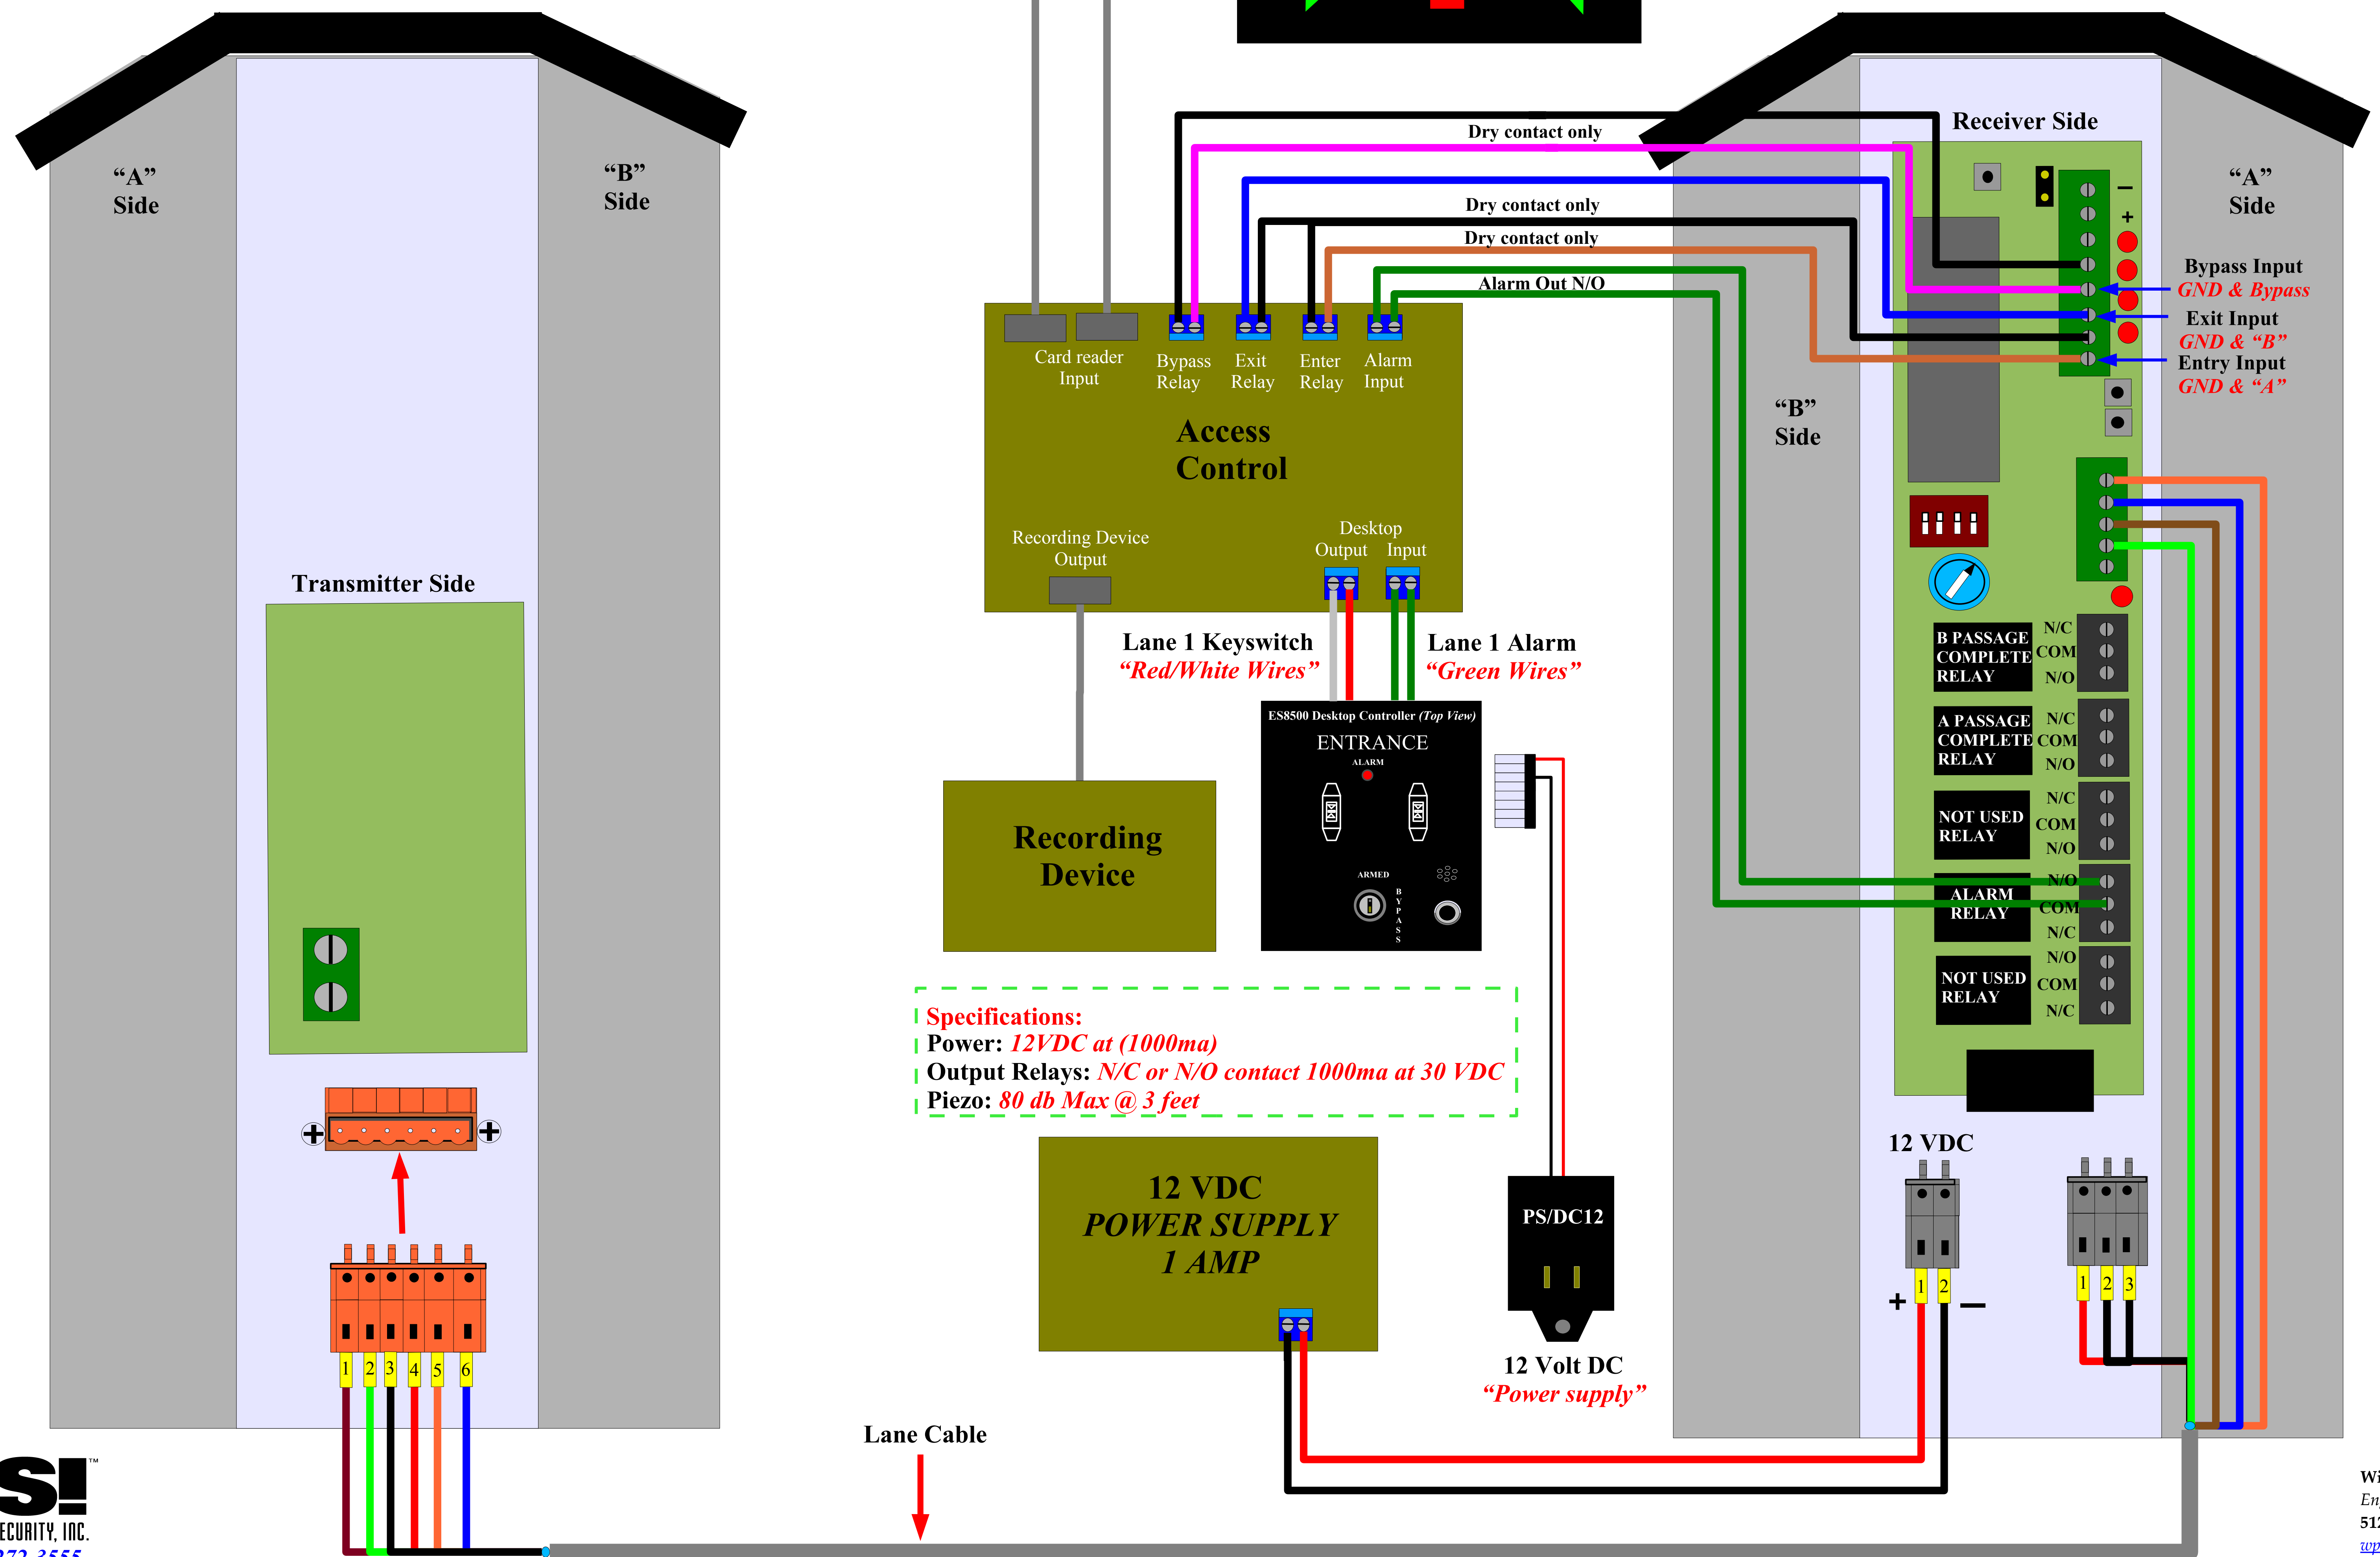 “A”
Side
“B”
Side
Transmitter Side
1
2
3
4
5
6
S!™
ECURITY, INC.
272-3555
Dry contact only
Dry contact only
Dry contact only
Alarm Out N/O
Card reader
Input
Bypass
Relay
Exit
Relay
Enter
Relay
Alarm
Input
Access
Control
Recording Device
Output
Desktop
Output Input
Lane 1 Keyswitch
“Red/White Wires”
Lane 1 Alarm
“Green Wires”
ES8500 Desktop Controller (Top View)
ENTRANCE
ALARM
ARMED
BYPASS
Recording
Device
Specifications:
Power: 12VDC at (1000ma)
Output Relays: N/C or N/O contact 1000ma at 30 VDC
Piezo: 80 db Max @ 3 feet
12 VDC
POWER SUPPLY
1 AMP
PS/DC12
12 Volt DC
“Power supply”
Lane Cable
Receiver Side
“A”
Side
“B”
Side
–
+
Bypass Input
GND & Bypass
Exit Input
GND & “B”
Entry Input
GND & “A”
B PASSAGE
COMPLETE
RELAY
N/C
COM
N/O
A PASSAGE
COMPLETE
RELAY
N/C
COM
N/O
NOT USED
RELAY
N/C
COM
N/O
ALARM
RELAY
N/O
COM
N/C
NOT USED
RELAY
N/O
COM
N/C
12 VDC
+
1
2
–
1
2
3
512
wp